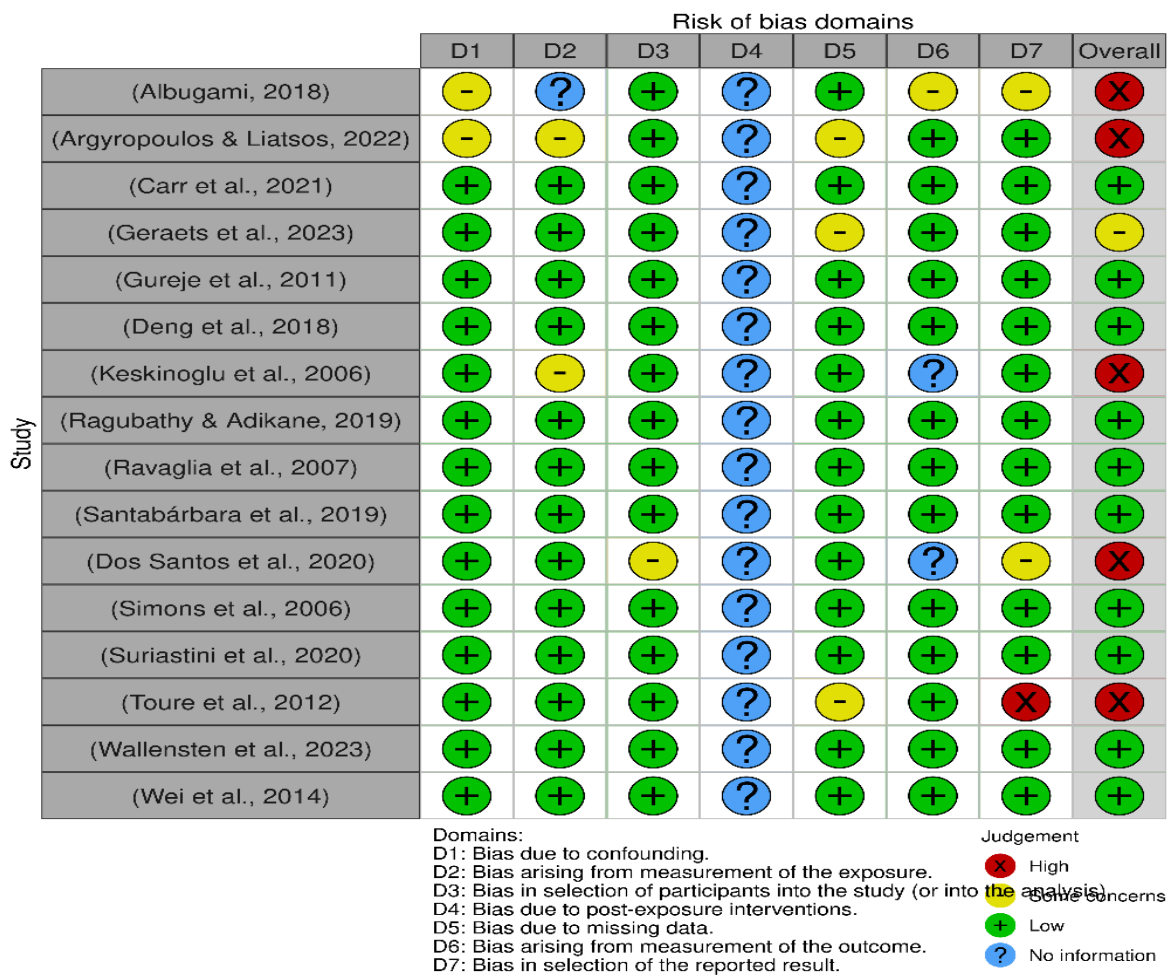 Risk of bias domains
D1 D2 D3 D4 D5 D6 D7 Overall
(Albugami, 2018) - ? + ? + - - X
(Argyropoulos & Liatsos, 2022) - - + ? - + + X
(Carr et al., 2021) + + + ? + + + +
(Geraets et al., 2023) + + + ? - + + -
(Gureje et al., 2011) + + + ? + + + +
(Deng et al., 2018) + + + ? + + + +
(Keskinoglu et al., 2006) + - + ? + ? + X
(Ragubathy & Adikane, 2019) + + + ? + + + +
(Ravaglia et al., 2007) + + + ? + + + +
(Santabárbara et al., 2019) + + + ? + + + +
(Dos Santos et al., 2020) + + - ? + ? - X
(Simons et al., 2006) + + + ? + + + +
(Suriastini et al., 2020) + + + ? + + + +
(Toure et al., 2012) + + + ? - + X X
(Wallensten et al., 2023) + + + ? + + + +
(Wei et al., 2014) + + + ? + + + +
Study
Domains:
D1: Bias due to confounding.
D2: Bias arising from measurement of the exposure.
D3: Bias in selection of participants into the study (or into the analysis).
D4: Bias due to post-exposure interventions.
D5: Bias due to missing data.
D6: Bias arising from measurement of the outcome.
D7: Bias in selection of the reported result.
Judgement
X High
- Some concerns
+ Low
? No information